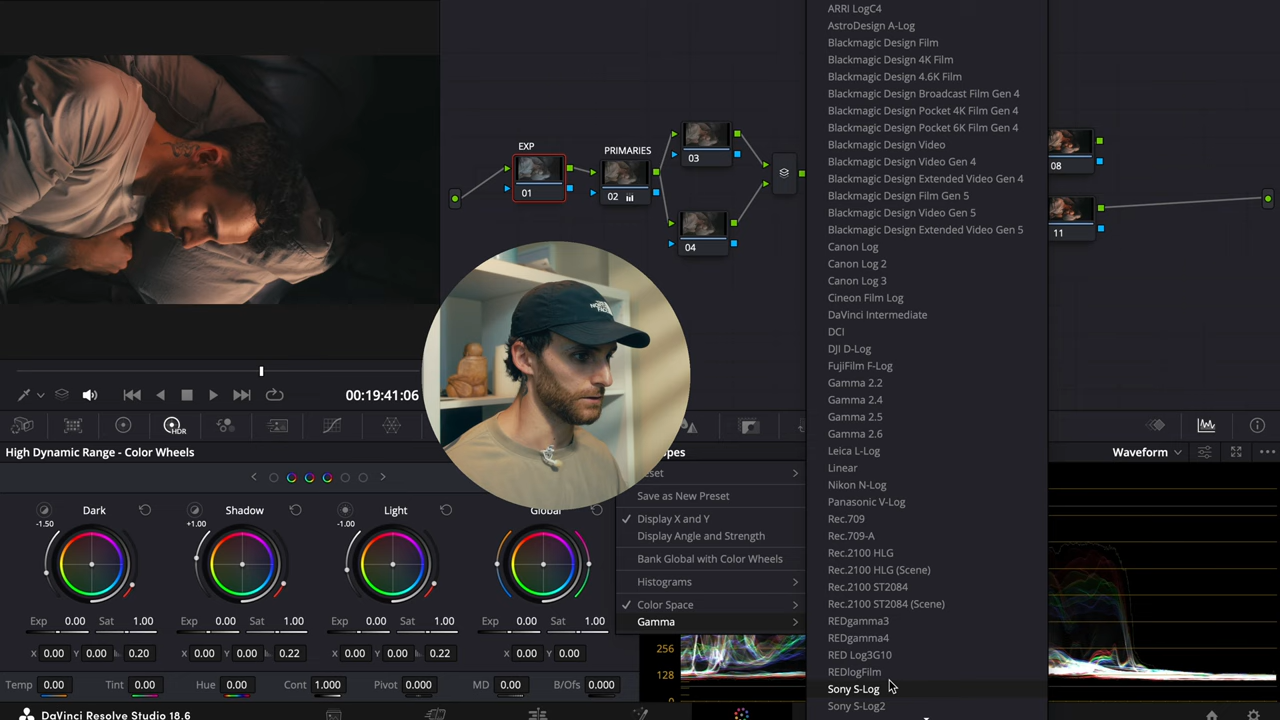 ARRI LogC4
AstroDesign A-Log
Blackmagic Design Film
Blackmagic Design 4K Film
Blackmagic Design 4.6K Film
Blackmagic Design Broadcast Film Gen 4
Blackmagic Design Pocket 4K Film Gen 4
Blackmagic Design Pocket 6K Film Gen 4
Blackmagic Design Video
Blackmagic Design Video Gen 4
Blackmagic Design Extended Video Gen 4
Blackmagic Design Film Gen 5
Blackmagic Design Video Gen 5
Blackmagic Design Extended Video Gen 5
Canon Log
Canon Log 2
Canon Log 3
Cineon Film Log
DaVinci Intermediate
DCI
DJI D-Log
FujiFilm F-Log
Gamma 2.2
Gamma 2.4
Gamma 2.5
Gamma 2.6
Leica L-Log
Linear
Nikon N-Log
Panasonic V-Log
Rec.709
Rec.709-A
Rec.2100 HLG
Rec.2100 HLG (Scene)
Rec.2100 ST2084
Rec.2100 ST2084 (Scene)
REDgamma3
REDgamma4
RED Log3G10
REDlogFilm
Sony S-Log
Sony S-Log2
EXP
01
PRIMARIES
02
03
04
08
11
THE NORTH FACE
00:19:41:06
HDR
High Dynamic Range - Color Wheels
Dark
-1.50
Shadow
+1.00
Light
-1.00
Global
Exp 0.00 Sat 1.00
Exp 0.00 Sat 1.00
Exp 0.00 Sat 1.00
Exp 0.00 Sat 1.00
X 0.00 Y 0.00 0.20
X 0.00 Y 0.00 0.22
X 0.00 Y 0.00 0.22
X 0.00 Y 0.00
Temp 0.00 Tint 0.00 Hue 0.00 Cont 1.000 Pivot 0.000 MD 0.00 B/Ofs 0.000
Save as New Preset
Display X and Y
Display Angle and Strength
Bank Global with Color Wheels
Histograms
Color Space
Gamma
256
128
Waveform
DaVinci Resolve Studio 18.6